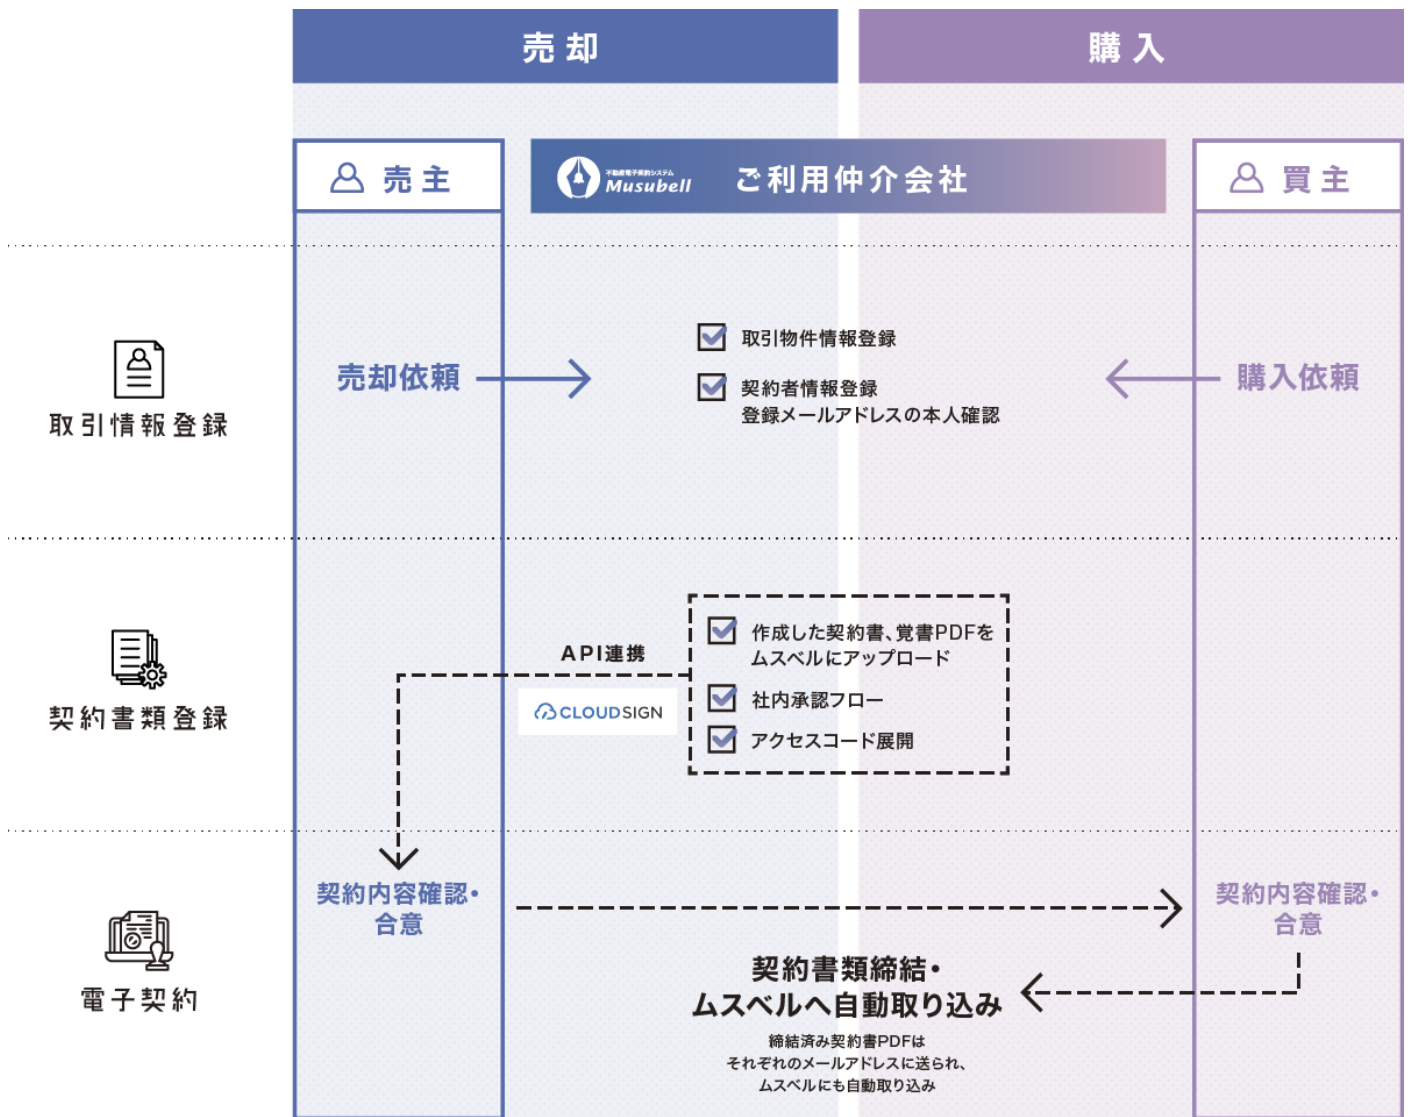 売却
購入
売主
不動産電子契約システム
Musubell
ご利用仲介会社
買主
取引情報登録
売却依頼
取引物件情報登録
契約者情報登録
登録メールアドレスの本人確認
購入依頼
契約書類登録
API連携
CLOUDSIGN
作成した契約書、覚書PDFを
ムスベルにアップロード
社内承認フロー
アクセスコード展開
電子契約
契約内容確認・
合意
契約内容確認・
合意
契約書類締結・
ムスベルへ自動取り込み
締結済み契約書PDFは
それぞれのメールアドレスに送られ、
ムスベルにも自動取り込み